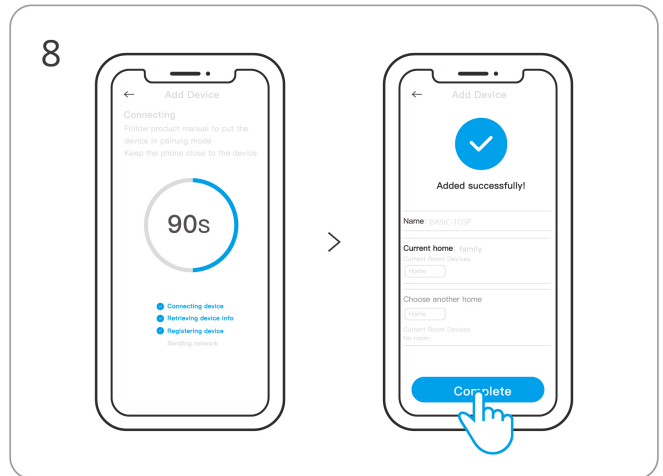 8
Add Device
Connecting
Follow product manual to put the
device in pairung mode
Keep the phone close to the device
90s
Connecting device
Retrieving device info
Registering device
Sending network
Add Device
Added successfully!
Name: BASIC-1GSP
Current home: family
Current Room Devices
Home
Choose another home
Home
Current Room Devices
No room
Complete